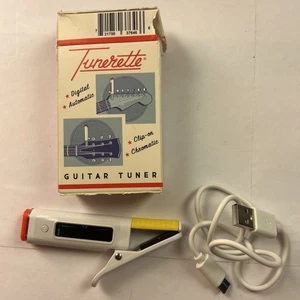 Tunerette®
Digital
Automatic
Clip-on
Chromatic
GUITAR TUNER